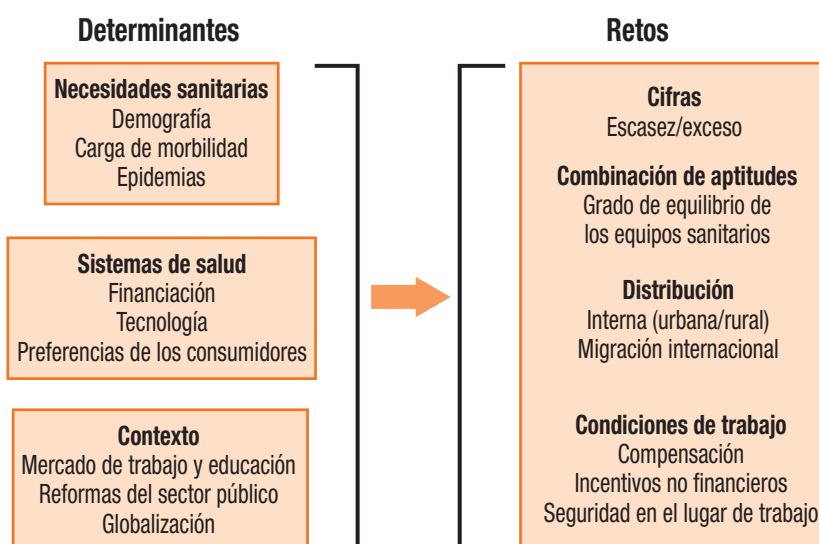 Determinantes
Necesidades sanitarias
Demografía
Carga de morbilidad
Epidemias
Sistemas de salud
Financiación
Tecnología
Preferencias de los consumidores
Contexto
Mercado de trabajo y educación
Reformas del sector público
Globalización
Retos
Cifras
Escasez/exceso
Combinación de aptitudes
Grado de equilibrio de
los equipos sanitarios
Distribución
Interna (urbana/rural)
Migración internacional
Condiciones de trabajo
Compensación
Incentivos no financieros
Seguridad en el lugar de trabajo